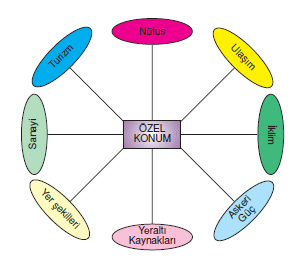 Nüfus
Ulaşım
İklim
Askeri
Güç
Yeraltı
Kaynakları
Yer şekilleri
Sanayi
Turizm
ÖZEL
KONUM